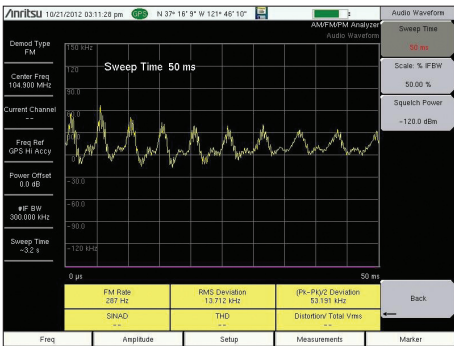 Anritsu 10/21/2012 03:11:28 pm GPS N 37° 16' 9" W 121° 46' 10"
Audio Waveform
AM/FM/PM Analyzer
Audio Waveform
Demod Type
FM
Center Freq
104.900 MHz
Current Channel
--
Freq Ref
GPS Hi Accy
Power Offset
0.0 dB
#IF BW
300.000 kHz
Sweep Time
~3.2 s
150 kHz
120
90.0
-30.0
-60.0
-90.0
-120 kHz
Sweep Time 50 ms
0 µs
50 ms
FM Rate
287 Hz
RMS Deviation
13.712 kHz
(Pk-Pk)/2 Deviation
53.191 kHz
SINAD
--
THD
--
Distortion/ Total Vrms
--
Sweep Time
50 ms
Scale: % IFBW
50.00 %
Squelch Power
-120.0 dBm
Back
Freq
Amplitude
Setup
Measurements
Marker